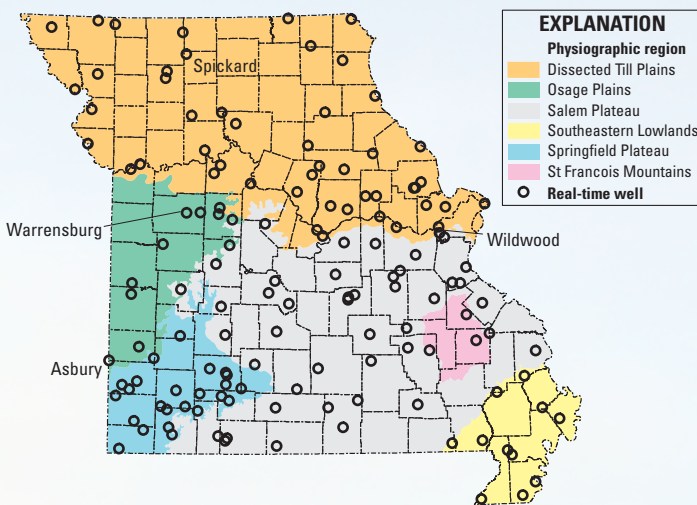 EXPLANATION
Physiographic region
Dissected Till Plains
Osage Plains
Salem Plateau
Southeastern Lowlands
Springfield Plateau
St Francois Mountains
Real-time well
Spickard
Warrensburg
Wildwood
Asbury